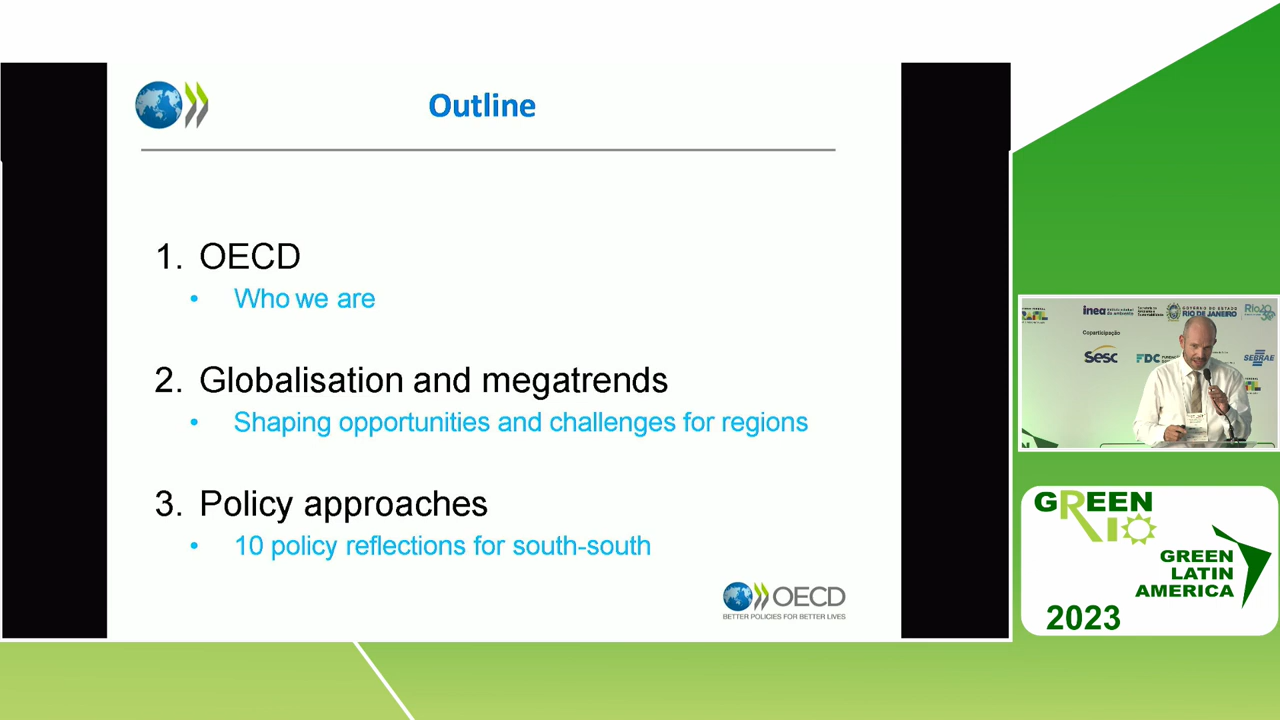 Outline
1. OECD
• Who we are
2. Globalisation and megatrends
• Shaping opportunities and challenges for regions
3. Policy approaches
• 10 policy reflections for south-south
OECD
BETTER POLICIES FOR BETTER LIVES
inea
GOVERNO DO ESTADO
RIO DE JANEIRO
Coparticipação
Sesc
FDC
SEBRAE
GREEN
RIO
GREEN
LATIN
AMERICA
2023